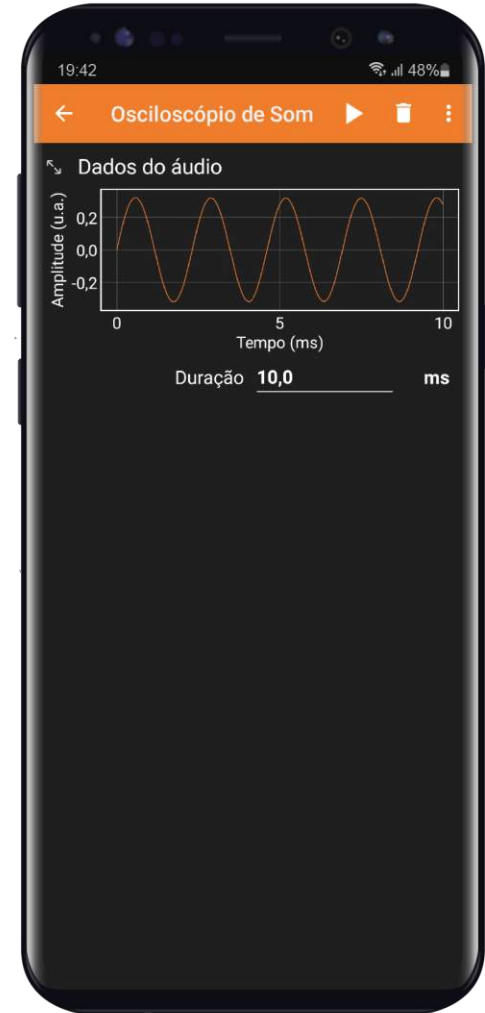 19:42 48%
Osciloscópio de Som
Dados do áudio
Amplitude (u.a.)
0,2
0,0
-0,2
0 5 10
Tempo (ms)
Duração 10,0 ms